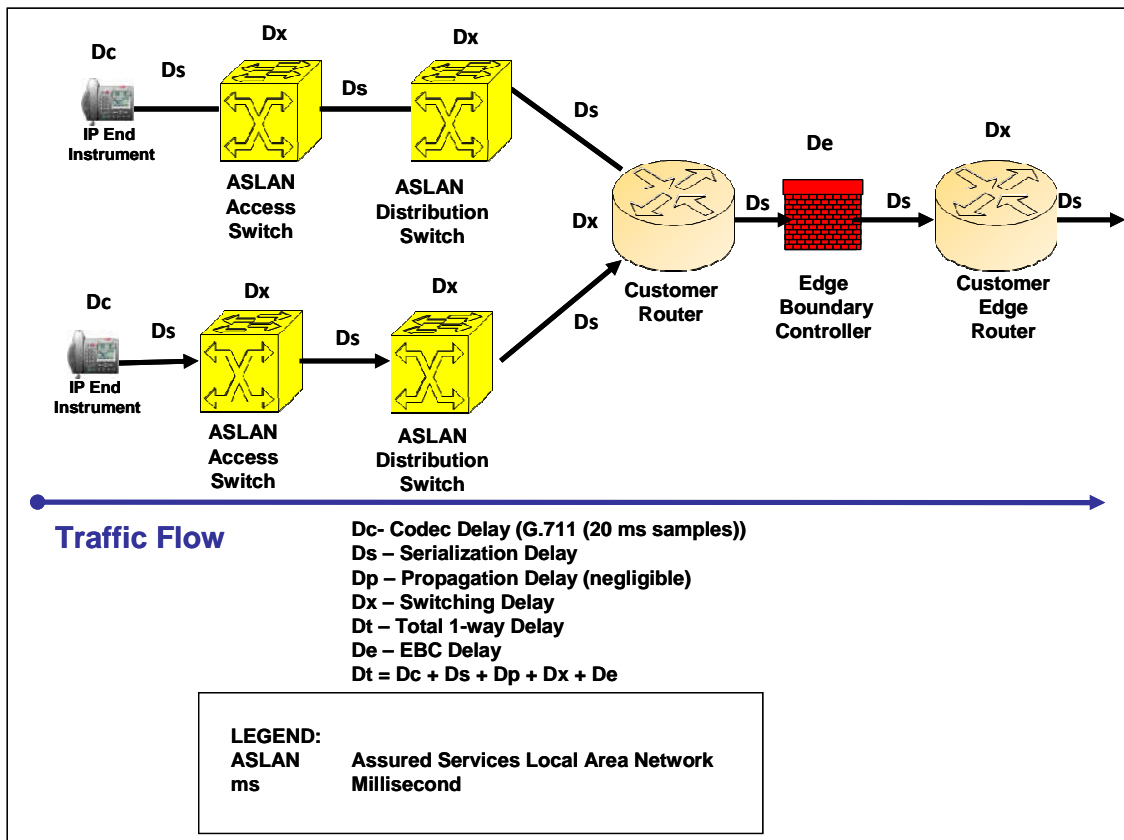 Dx
Dx
Dc
Ds
Ds
Ds
IP End
Instrument
ASLAN
Access
Switch
ASLAN
Distribution
Switch
De
Dx
Dx
Ds
Ds
Ds
Customer
Router
Edge
Boundary
Controller
Customer
Edge
Router
Dc
Dx
Dx
Ds
Ds
Ds
IP End
Instrument
ASLAN
Access
Switch
ASLAN
Distribution
Switch
Traffic Flow
Dc- Codec Delay (G.711 (20 ms samples))
Ds – Serialization Delay
Dp – Propagation Delay (negligible)
Dx – Switching Delay
Dt – Total 1-way Delay
De – EBC Delay
Dt = Dc + Ds + Dp + Dx + De
LEGEND:
ASLAN Assured Services Local Area Network
ms Millisecond